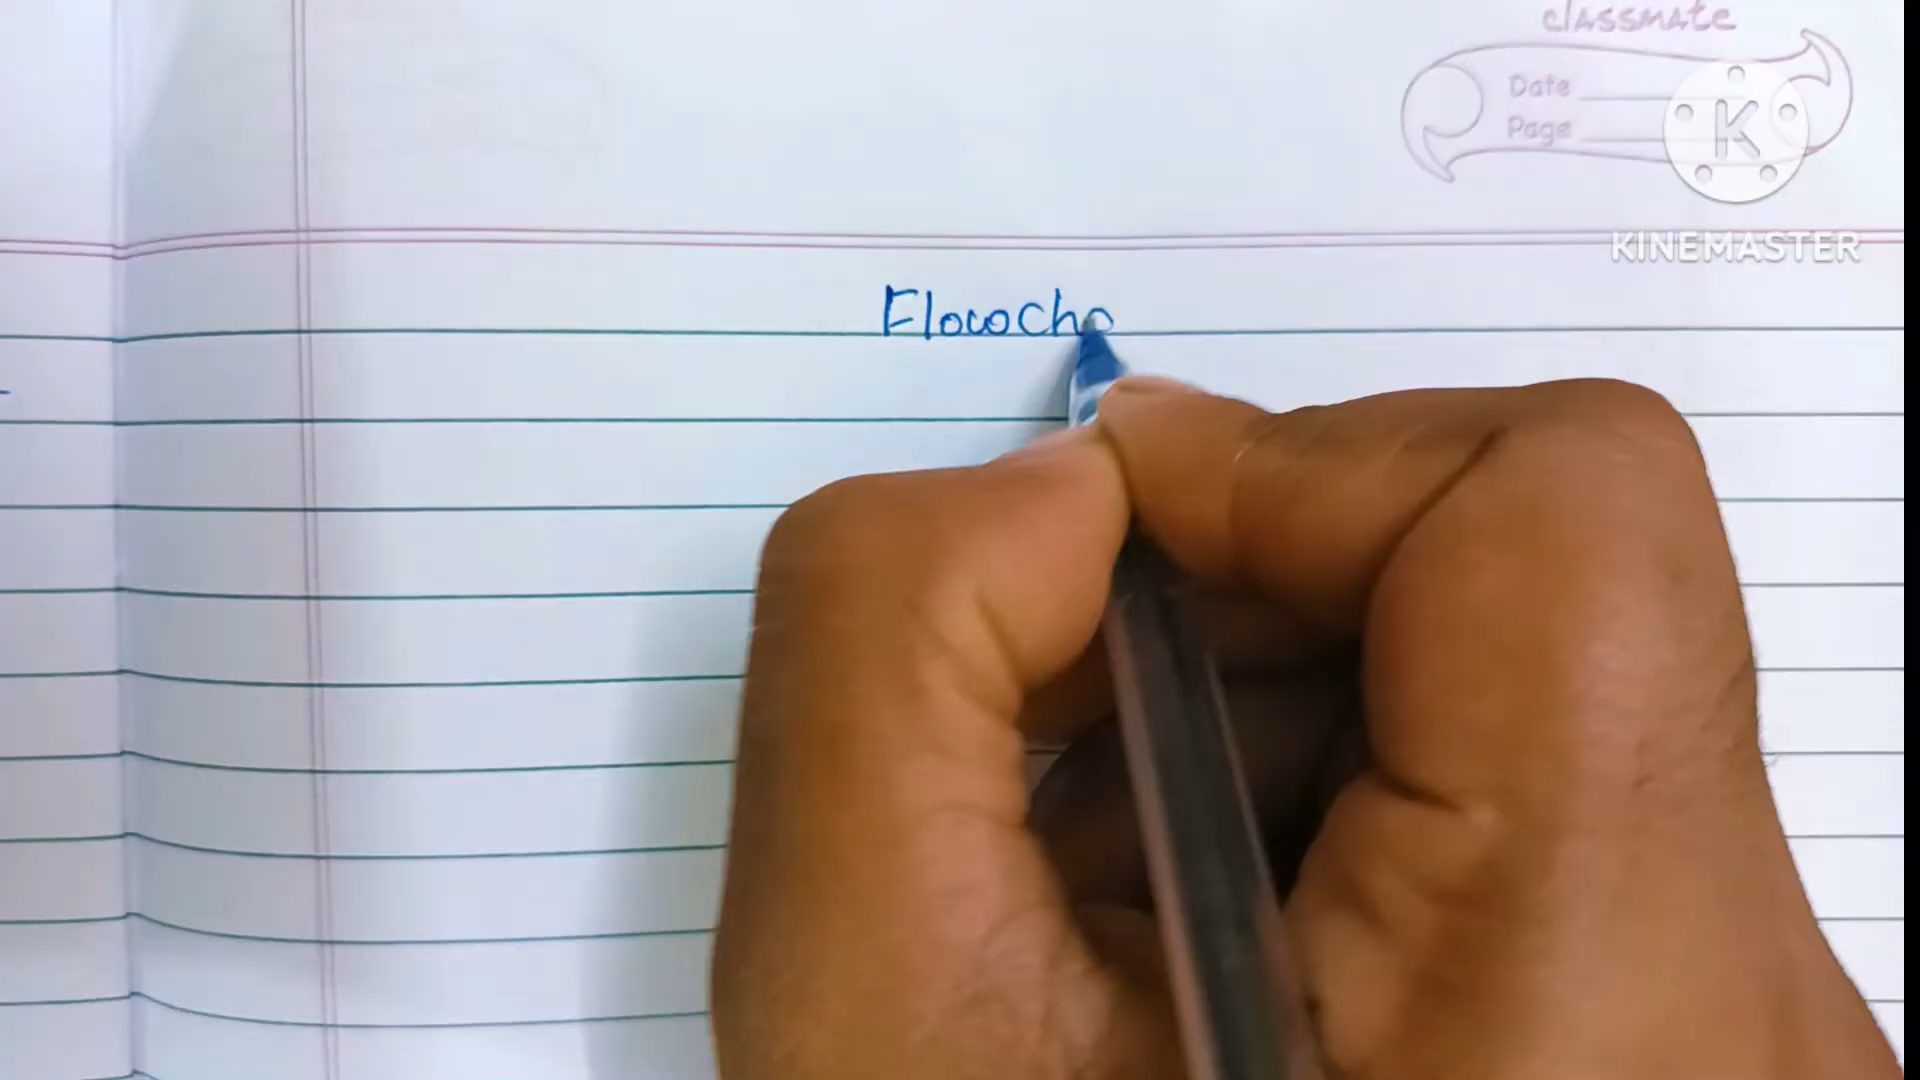 classmate
Date
Page
KINEMASTER
Flowcho